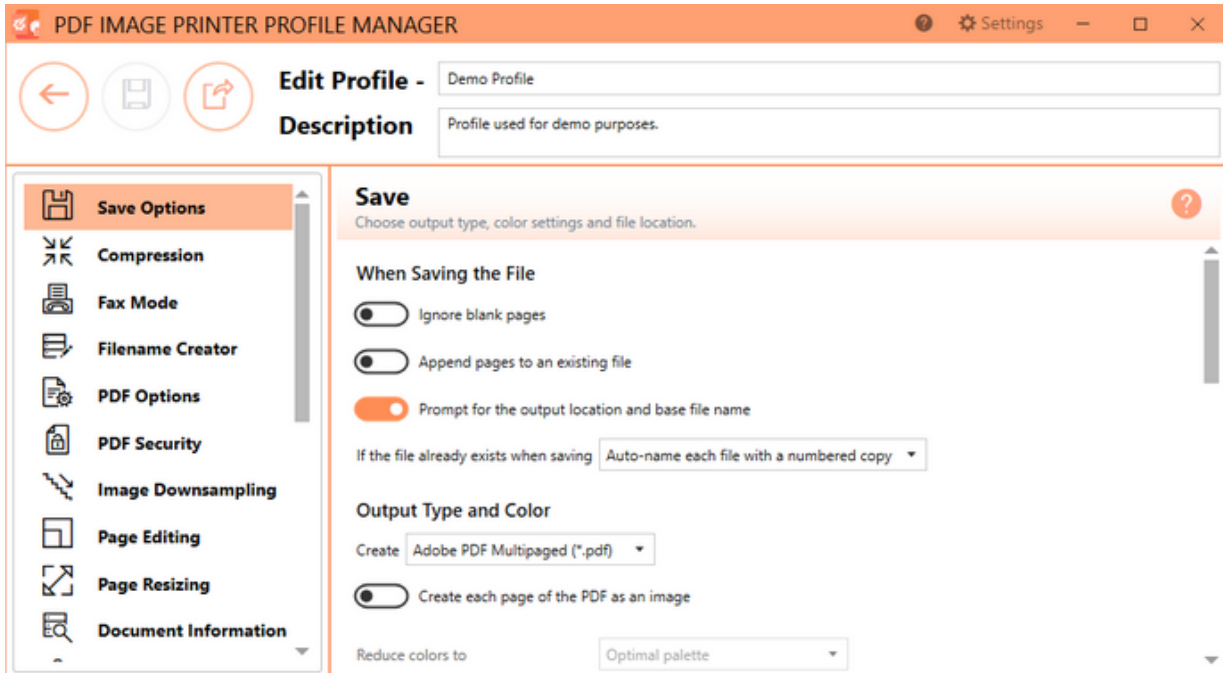 PDF IMAGE PRINTER PROFILE MANAGER
Settings
Edit Profile - Demo Profile
Description Profile used for demo purposes.
Save Options
Compression
Fax Mode
Filename Creator
PDF Options
PDF Security
Image Downsampling
Page Editing
Page Resizing
Document Information
Save
Choose output type, color settings and file location.
When Saving the File
Ignore blank pages
Append pages to an existing file
Prompt for the output location and base file name
If the file already exists when saving Auto-name each file with a numbered copy
Output Type and Color
Create Adobe PDF Multipaged (*.pdf)
Create each page of the PDF as an image
Reduce colors to Optimal palette